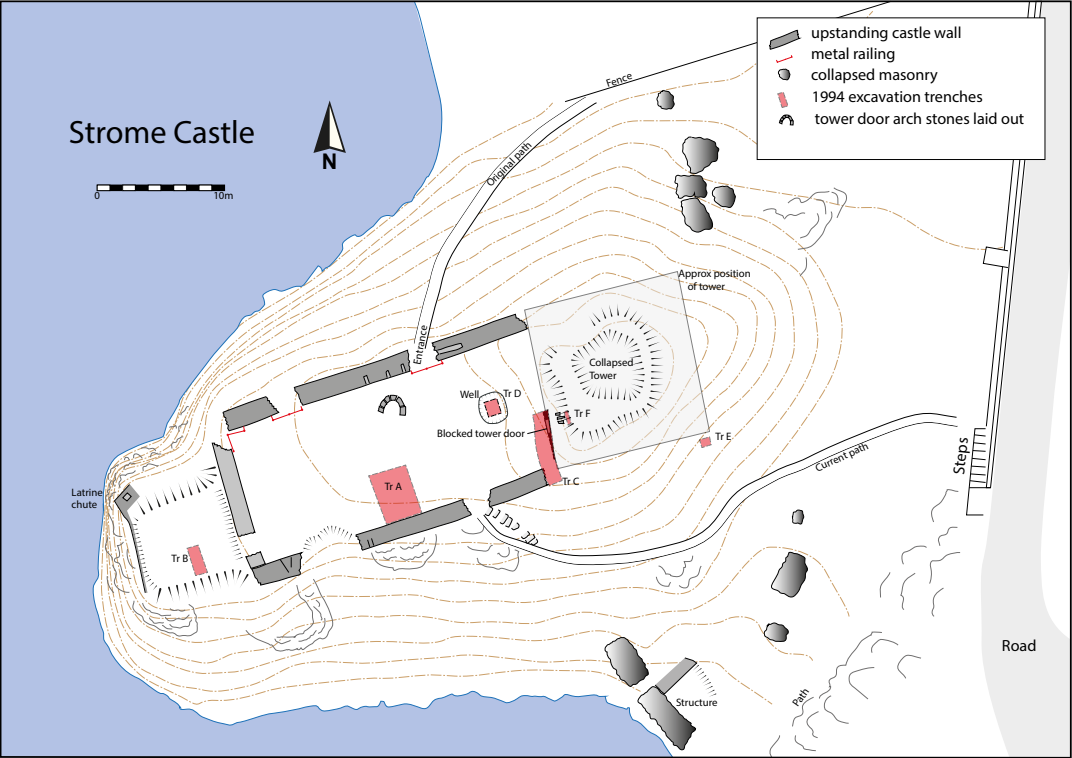 upstanding castle wall
metal railing
collapsed masonry
1994 excavation trenches
tower door arch stones laid out
Fence
Strome Castle
N
0
10m
Original path
Approx position
of tower
Entrance
Collapsed
Tower
Well
Tr D
Tr F
Blocked tower door
Tr E
Tr C
Current path
Steps
Tr A
Latrine
chute
Tr B
Road
Path
Structure